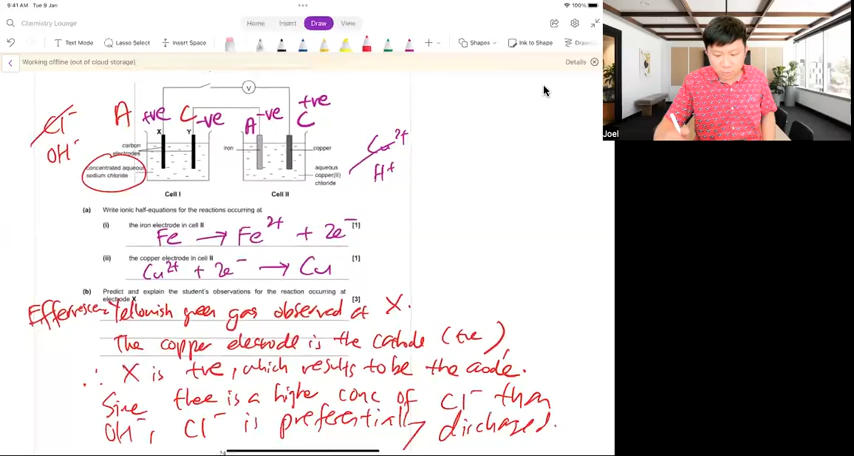 9:41 AM Tue 9 Jan
100%
Chemistry Lounge
Home Insert Draw View
Text Mode Lasso Select Insert Space
Shapes Ink to Shape
Working offline (out of cloud storage)
Details
Joel
V
Cl⁻
OH⁻
A +ve C -ve
A -ve +ve C
X Y
carbon electrodes
iron
copper
concentrated aqueous sodium chloride
aqueous copper(II) chloride
Cu²⁺
H⁺
Cell I Cell II
(a) Write ionic half-equations for the reactions occurring at
(i) the iron electrode in cell II [1]
Fe → Fe²⁺ + 2e⁻
(ii) the copper electrode in cell II [1]
Cu²⁺ + 2e⁻ → Cu
(b) Predict and explain the student's observations for the reaction occurring at
electrode X [3]
Yellowish green gas observed at X.
The copper electrode is the cathode (+ve),
∴ X is +ve, which results to be the
Since there is a higher conc of Cl⁻ than
OH⁻, Cl⁻ is preferentially discharged.